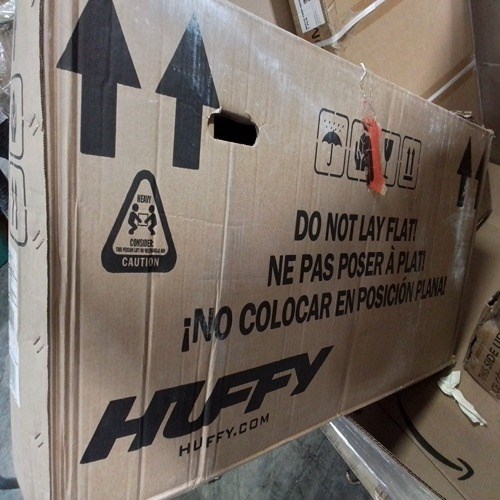 HEAVY
CONSIDER:
CAUTION
DO NOT LAY FLAT!
NE PAS POSER À PLAT!
¡NO COLOCAR EN POSICIÓN PLANA!
HUFFY
HUFFY.COM